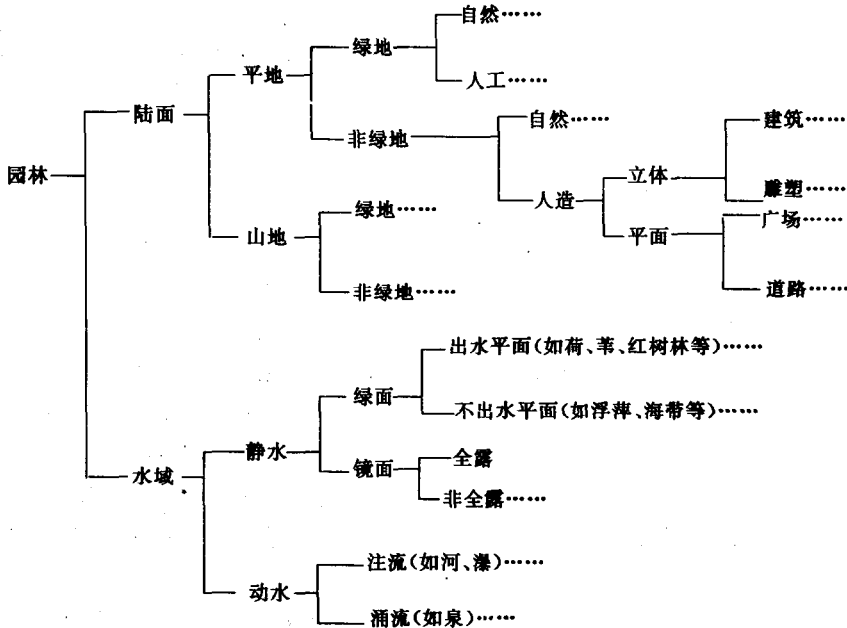 自然……
绿地
平地
人工……
陆面
非绿地
自然……
建筑……
立体
园林
人造
雕塑……
绿地……
广场……
山地
平面
非绿地……
道路……
出水平面(如荷、苇、红树林等)……
绿面
不出水平面(如浮萍、海带等)……
静水
全露
水域
镜面
非全露……
注流(如河、瀑)……
动水
涌流(如泉)……